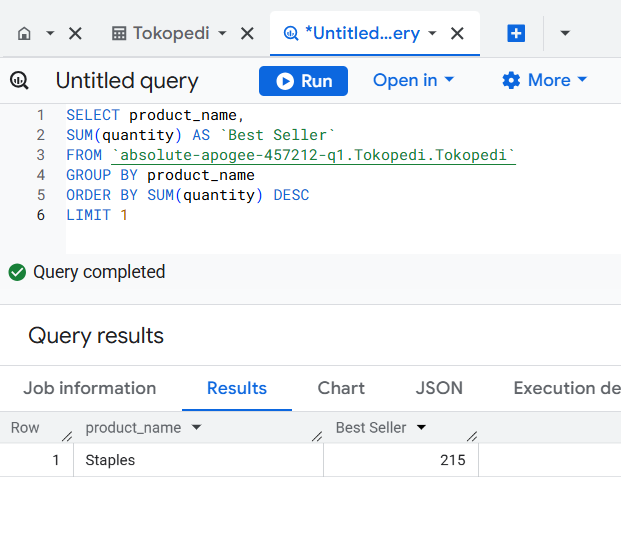 Tokopedi
*Untitled...ery
Untitled query
Run
Open in
More
1 SELECT product_name,
2 SUM(quantity) AS `Best Seller`
3 FROM `absolute-apogee-457212-q1.Tokopedi.Tokopedi`
4 GROUP BY product_name
5 ORDER BY SUM(quantity) DESC
6 LIMIT 1
Query completed
Query results
Job information Results Chart JSON Execution de
Row product_name Best Seller
1 Staples 215